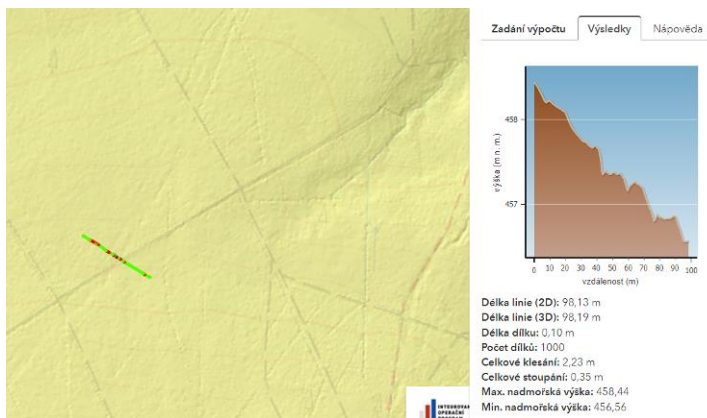 Zadání výpočtu Výsledky Nápověda
458
457
výška (m n. m.)
0 10 20 30 40 50 60 70 80 90 100
vzdálenost (m)
Délka linie (2D): 98,13 m
Délka linie (3D): 98,19 m
Délka dílku: 0,10 m
Počet dílků: 1000
Celkové klesání: 2,23 m
Celkové stoupání: 0,35 m
Max. nadmořská výška: 458,44
Min. nadmořská výška: 456,56
INTEGROVAN
OPERAČNÍ
PROGRAM